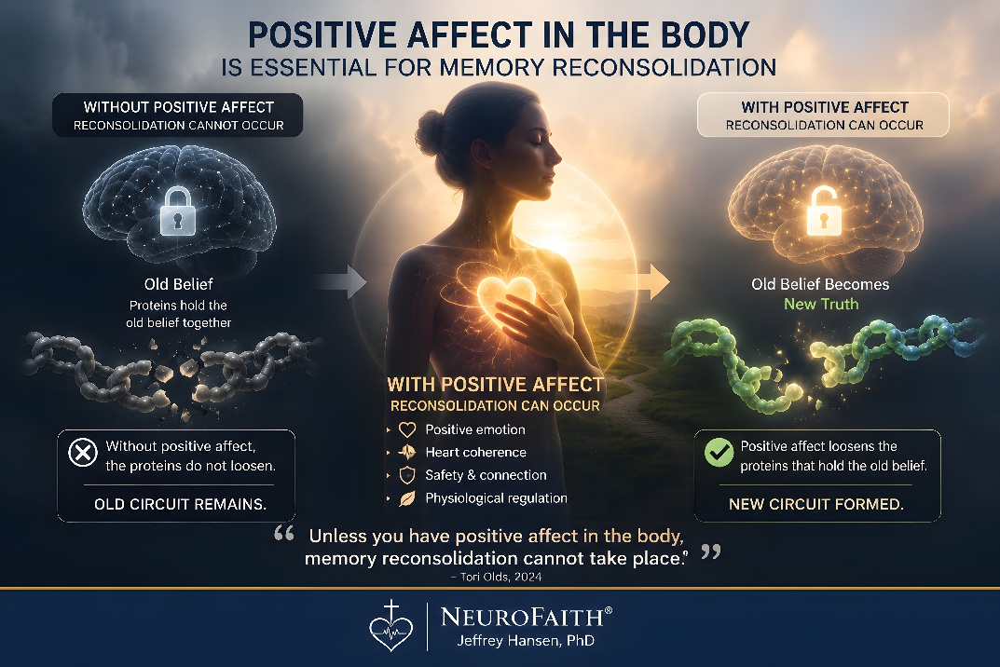 POSITIVE AFFECT IN THE BODY
IS ESSENTIAL FOR MEMORY RECONSOLIDATION
WITHOUT POSITIVE AFFECT
RECONSOLIDATION CANNOT OCCUR
Old Belief
Proteins hold the
old belief together
Without positive affect,
the proteins do not loosen.
OLD CIRCUIT REMAINS.
WITH POSITIVE AFFECT
RECONSOLIDATION CAN OCCUR
Positive emotion
Heart coherence
Safety & connection
Physiological regulation
WITH POSITIVE AFFECT
RECONSOLIDATION CAN OCCUR
Old Belief Becomes
New Truth
Positive affect loosens the
proteins that hold the old belief.
NEW CIRCUIT FORMED.
“ Unless you have positive affect in the body,
memory reconsolidation cannot take place.” ”
– Tori Olds, 2024
NEUROFAITH®
Jeffrey Hansen, PhD